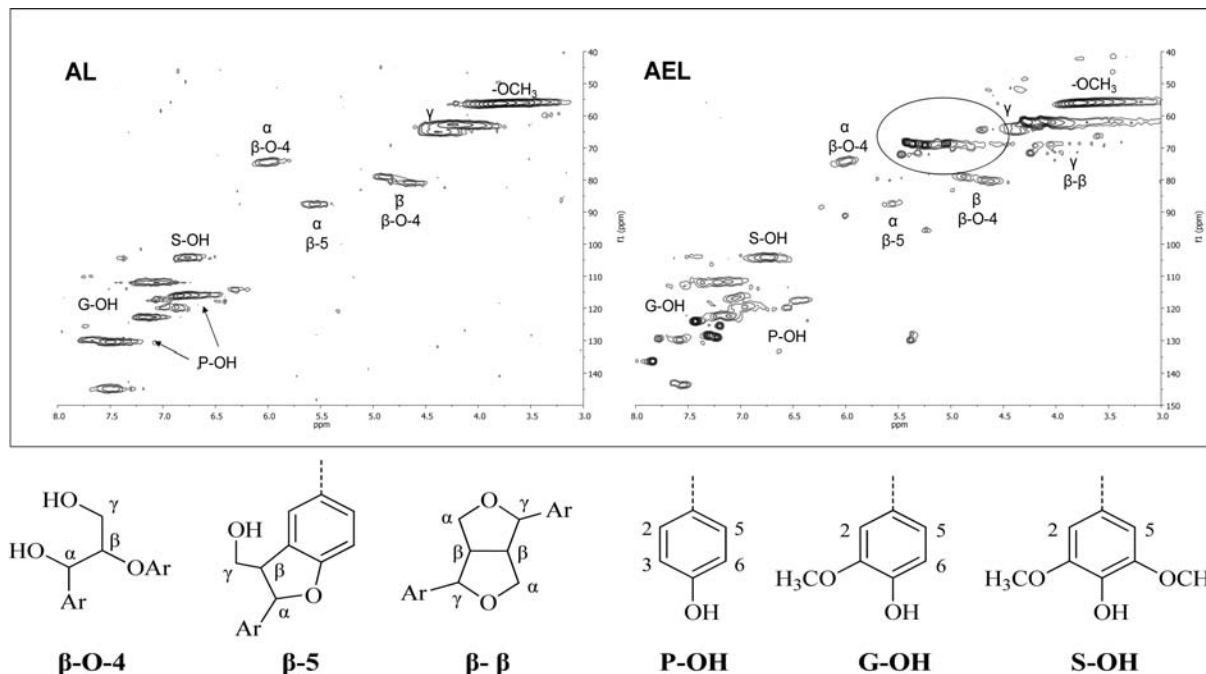 AL
-OCH₃
γ
α
β-O-4
β
β-O-4
α
β-5
S-OH
G-OH
P-OH
8.0 7.5 7.0 6.5 6.0 5.5 5.0 4.5 4.0 3.5 3.0
ppm
40
50
60
70
80
90
100
110
120
130
140
150
f1 (ppm)
AEL
-OCH₃
γ
α
β-O-4
γ
β-β
β
β-O-4
α
β-5
S-OH
G-OH
P-OH
8.0 7.5 7.0 6.5 6.0 5.5 5.0 4.5 4.0 3.5 3.0
ppm
40
50
60
70
80
90
100
110
120
130
140
150
f1 (ppm)
HO
γ
HO
β
α
OAr
Ar
β-O-4
HO
γ
β
O
Ar
α
β-5
O
γ
Ar
α
β
β
Ar
γ
O
α
β- β
2
5
3
6
OH
P-OH
2
5
H₃CO
6
OH
G-OH
2
5
H₃CO
OCH₃
OH
S-OH